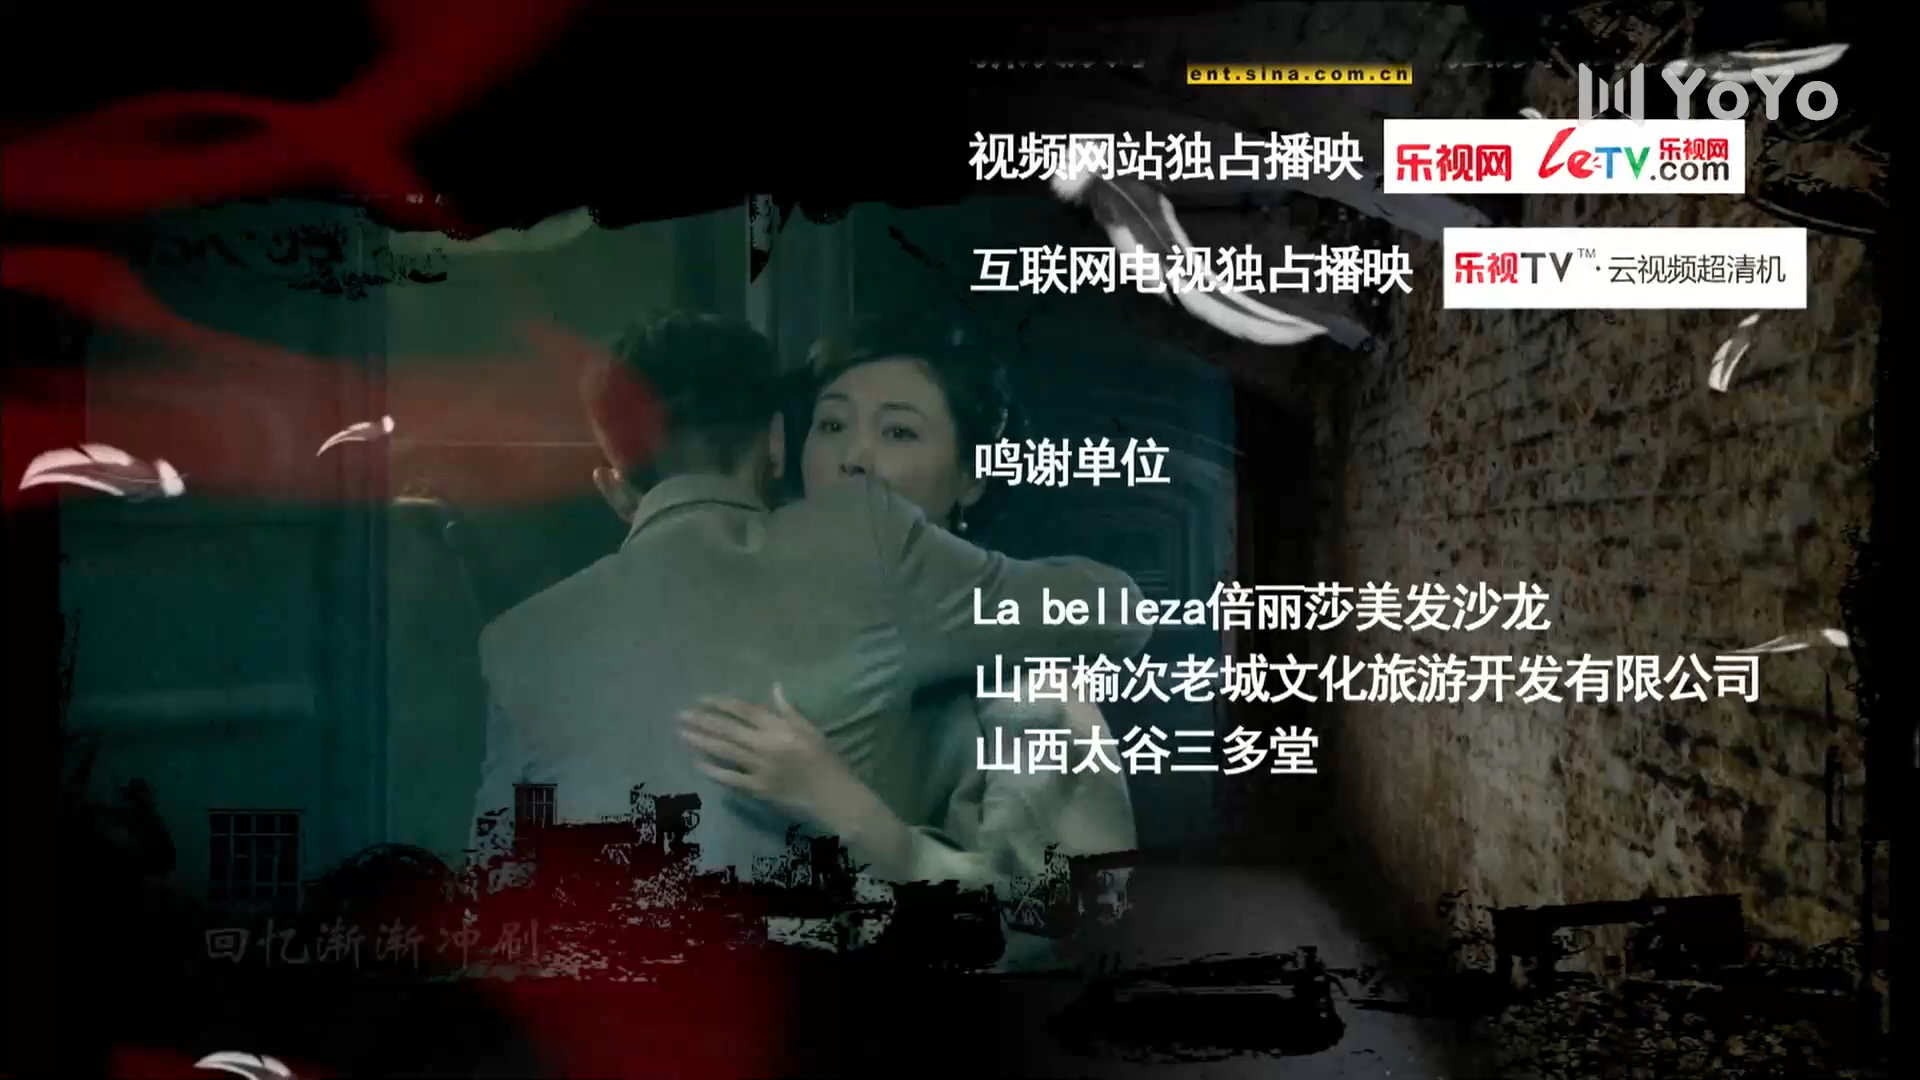 ent.sina.com.cn
YoYo
视频网站独占播映 乐视网 LeTV.com 乐视网
互联网电视独占播映 乐视TV™·云视频超清机
鸣谢单位
La belleza倍丽莎美发沙龙
山西榆次老城文化旅游开发有限公司
山西太谷三多堂
回忆渐渐冲刷